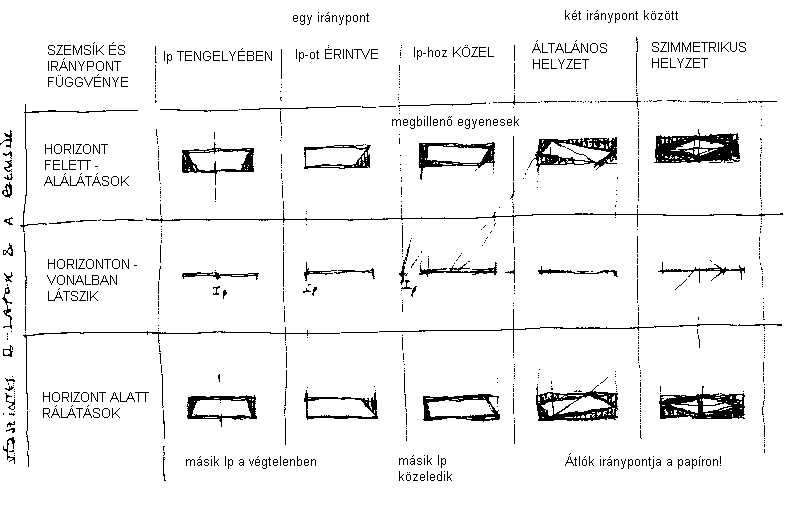 egy iránypont
két iránypont között
SZEMSÍK ÉS
IRÁNYPONT
FÜGGVÉNYE
Ip TENGELYÉBEN
Ip-ot ÉRINTVE
Ip-hoz KÖZEL
ÁLTALÁNOS
HELYZET
SZIMMETRIKUS
HELYZET
megbillenő egyenesek
HORIZONT
FELETT -
ALÁLÁTÁSOK
HORIZONTON -
VONALBAN
LÁTSZIK
Ip
Ip
Ip
HORIZONT ALATT
RÁLÁTÁSOK
másik Ip a végtelenben
másik Ip
közeledik
Átlók iránypontja a papíron!
A SZEMSÍK